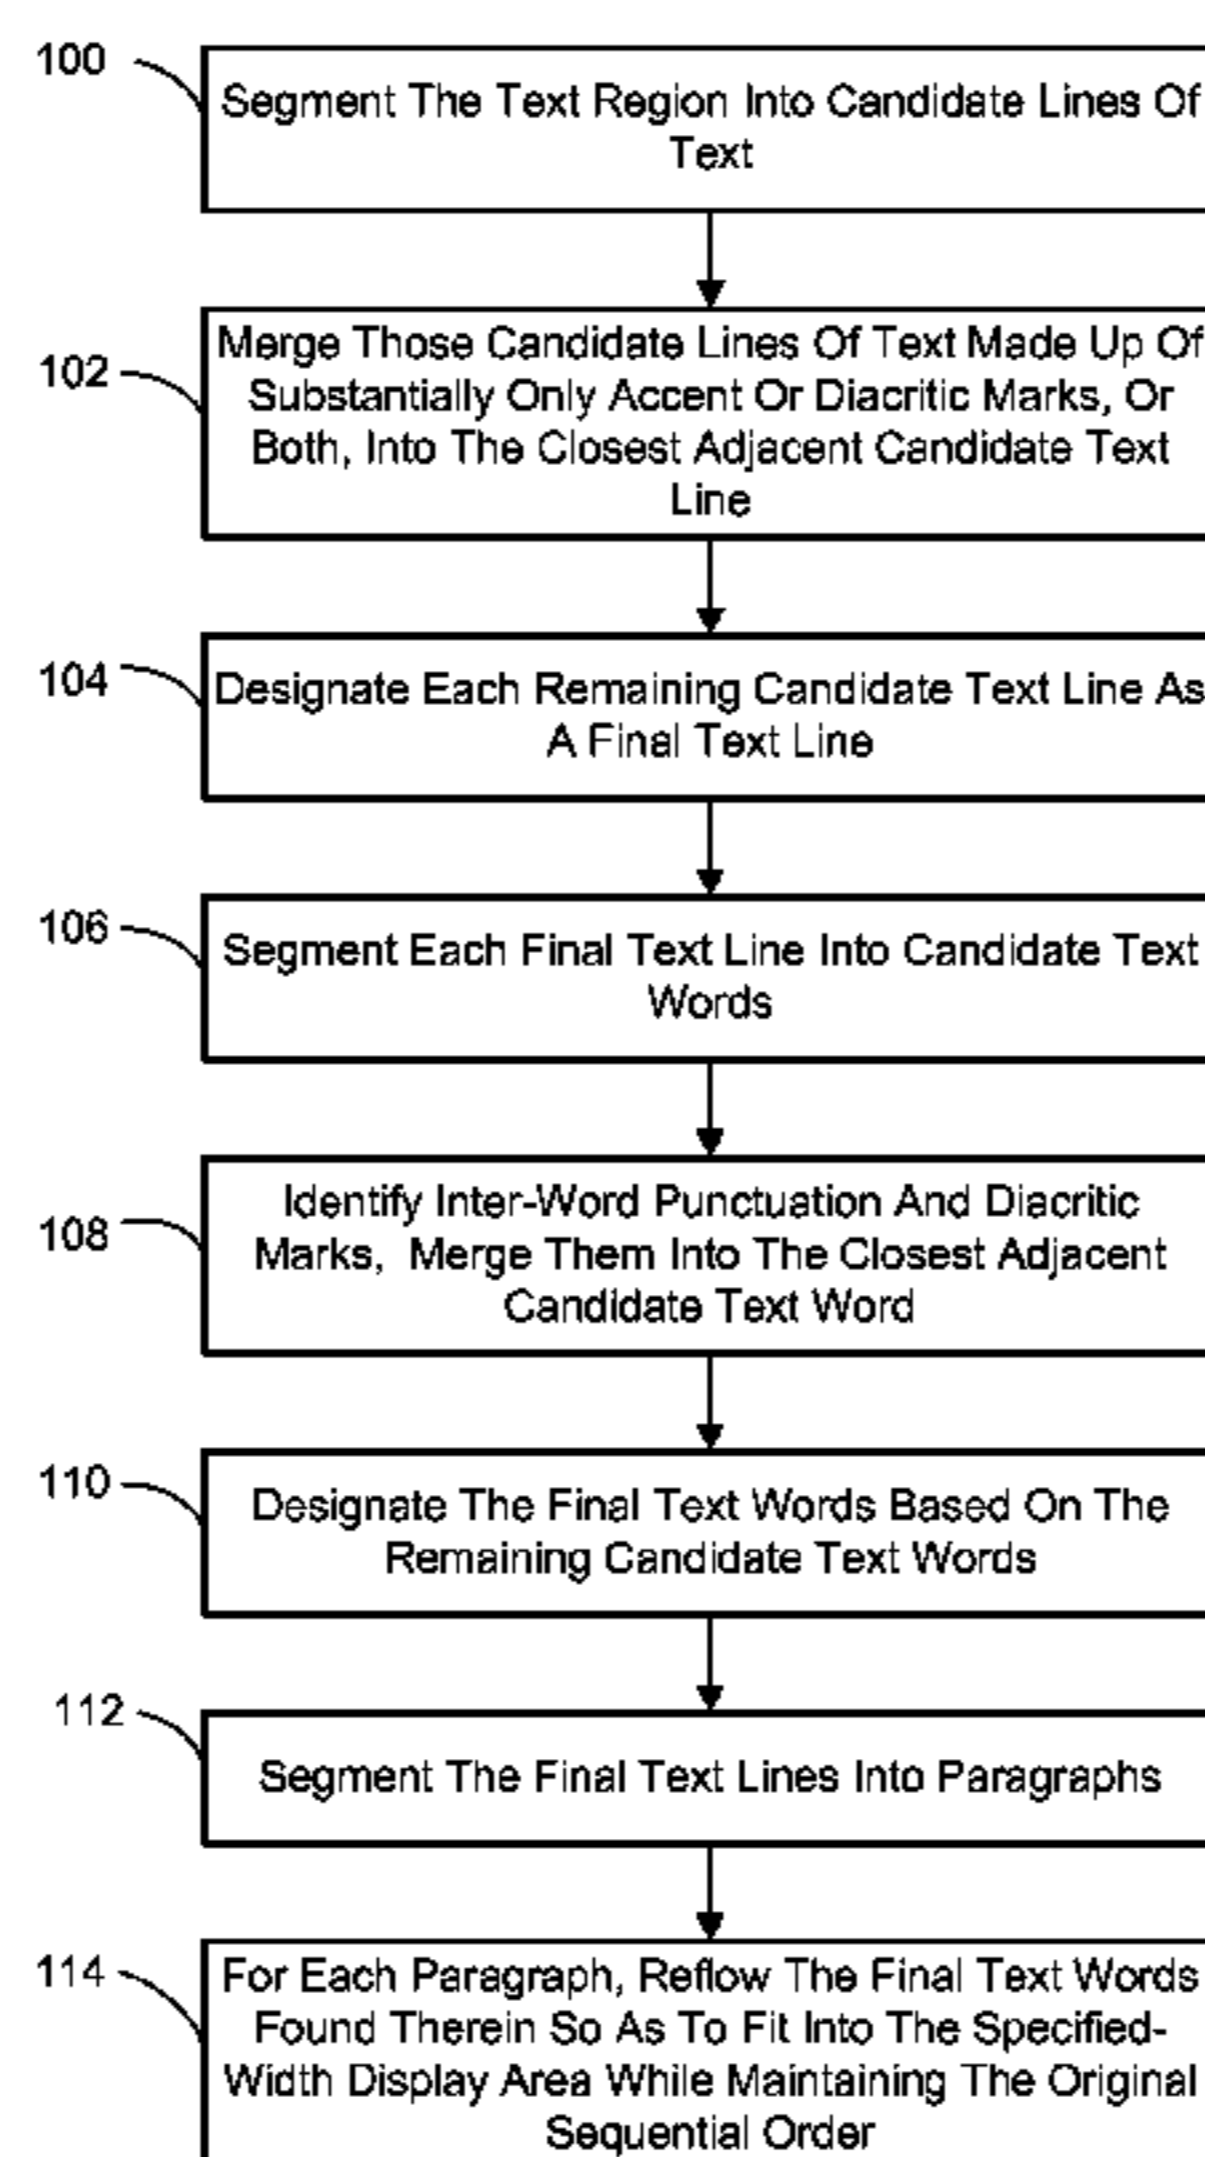 100
Segment The Text Region Into Candidate Lines Of
Text
102
Merge Those Candidate Lines Of Text Made Up Of
Substantially Only Accent Or Diacritic Marks, Or
Both, Into The Closest Adjacent Candidate Text
Line
104
Designate Each Remaining Candidate Text Line As
A Final Text Line
106
Segment Each Final Text Line Into Candidate Text
Words
108
Identify Inter-Word Punctuation And Diacritic
Marks, Merge Them Into The Closest Adjacent
Candidate Text Word
110
Designate The Final Text Words Based On The
Remaining Candidate Text Words
112
Segment The Final Text Lines Into Paragraphs
114
For Each Paragraph, Reflow The Final Text Words
Found Therein So As To Fit Into The Specified-
Width Display Area While Maintaining The Original
Sequential Order